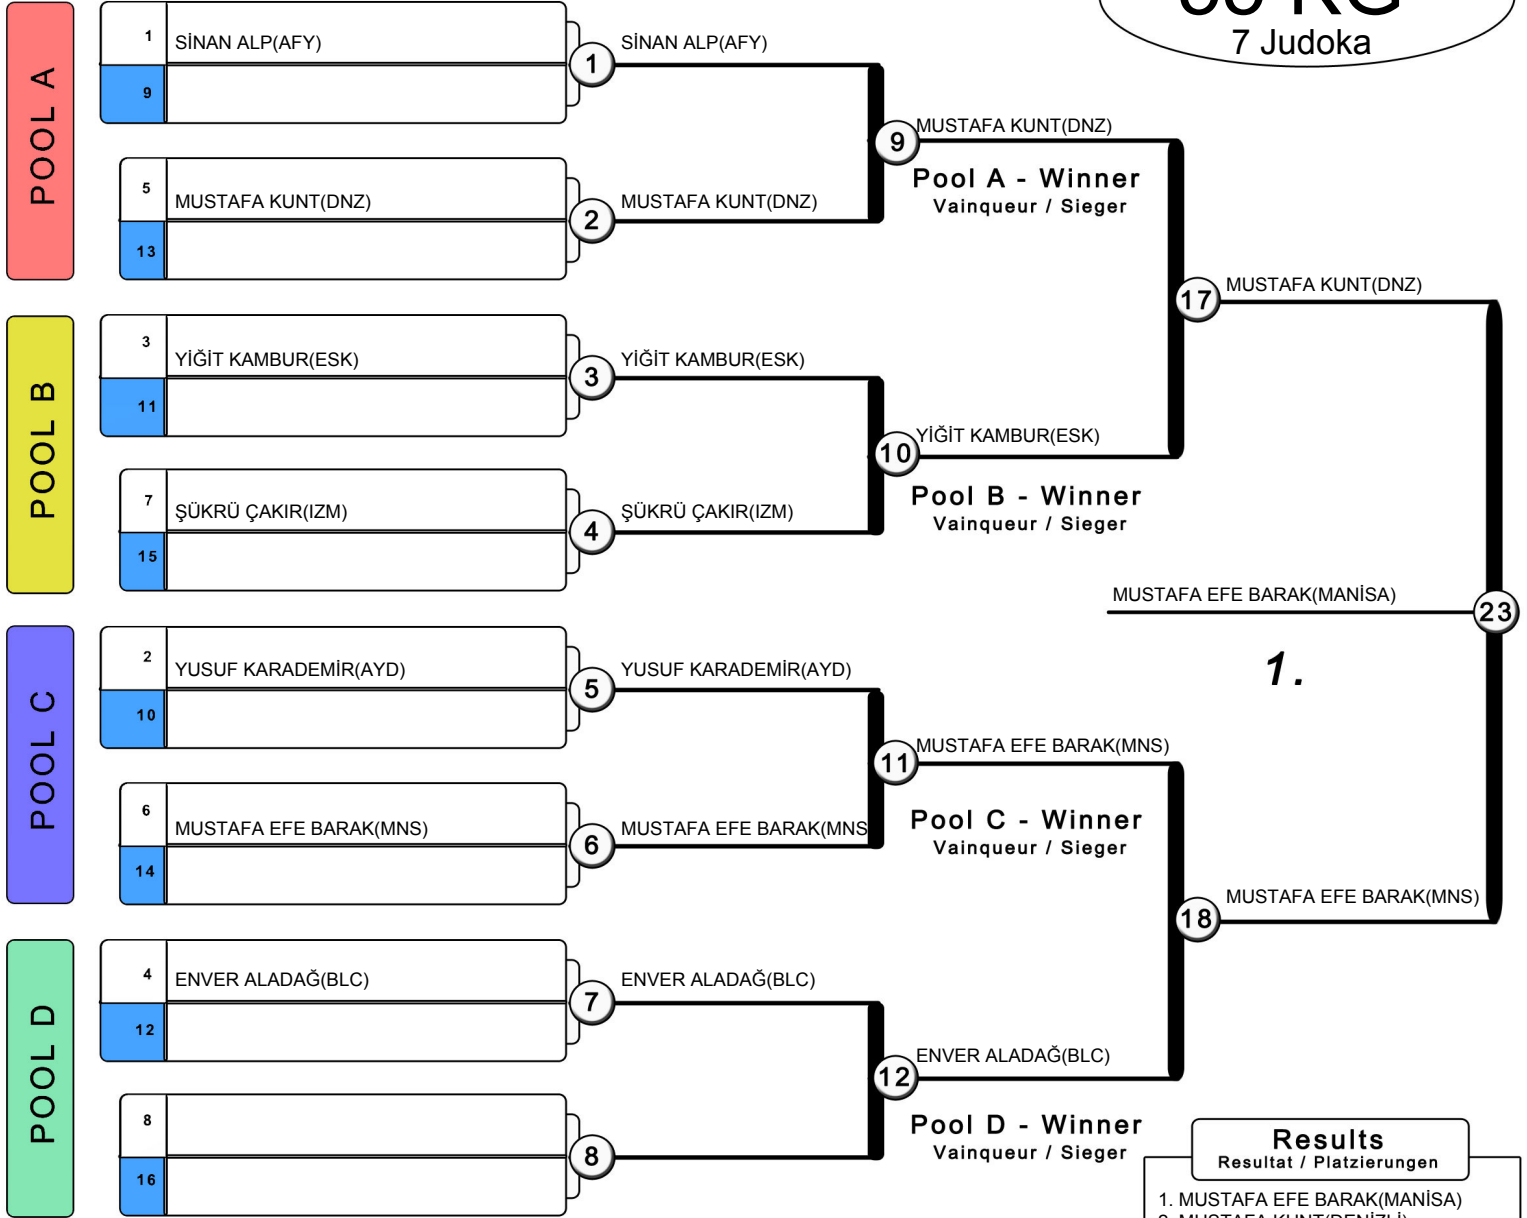 KG
7 Judoka
POOL A
1 SİNAN ALP(AFY)
9
1
SİNAN ALP(AFY)
5 MUSTAFA KUNT(DNZ)
13
2
MUSTAFA KUNT(DNZ)
9
MUSTAFA KUNT(DNZ)
Pool A - Winner
Vainqueur / Sieger
17
MUSTAFA KUNT(DNZ)
POOL B
3 YİĞİT KAMBUR(ESK)
11
3
YİĞİT KAMBUR(ESK)
7 ŞÜKRÜ ÇAKIR(IZM)
15
4
ŞÜKRÜ ÇAKIR(IZM)
10
YİĞİT KAMBUR(ESK)
Pool B - Winner
Vainqueur / Sieger
MUSTAFA EFE BARAK(MANİSA)
23
1.
POOL C
2 YUSUF KARADEMİR(AYD)
10
5
YUSUF KARADEMİR(AYD)
6 MUSTAFA EFE BARAK(MNS)
14
6
MUSTAFA EFE BARAK(MNS
11
MUSTAFA EFE BARAK(MNS)
Pool C - Winner
Vainqueur / Sieger
18
MUSTAFA EFE BARAK(MNS)
POOL D
4 ENVER ALADAĞ(BLC)
12
7
ENVER ALADAĞ(BLC)
8
16
8
12
ENVER ALADAĞ(BLC)
Pool D - Winner
Vainqueur / Sieger
Results
Resultat / Platzierungen
1. MUSTAFA EFE BARAK(MANİSA)
2. MUSTAFA KUNT(DENİZLİ)